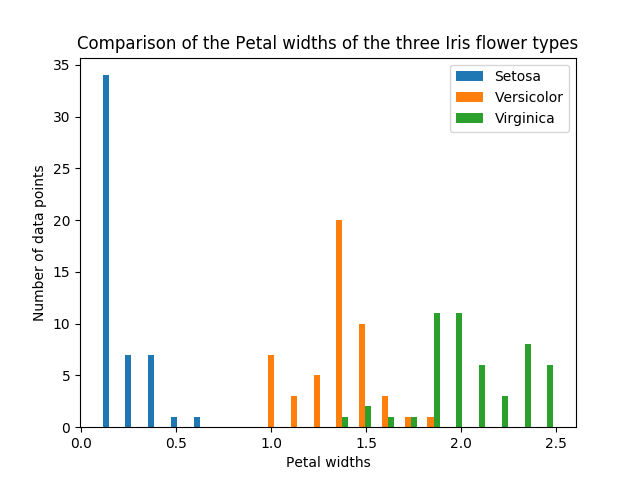 Comparison of the Petal widths of the three Iris flower types
Setosa
Versicolor
Virginica
Number of data points
35
30
25
20
15
10
5
0
0.0 0.5 1.0 1.5 2.0 2.5
Petal widths